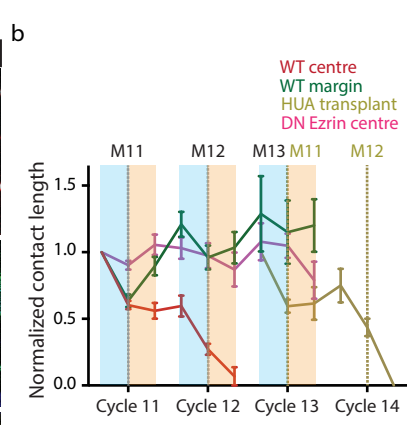 b
WT centre
WT margin
HUA transplant
DN Ezrin centre
M11 M12 M13 M11 M12
Normalized contact length
1.5
1.0
0.5
0.0
Cycle 11 Cycle 12 Cycle 13 Cycle 14